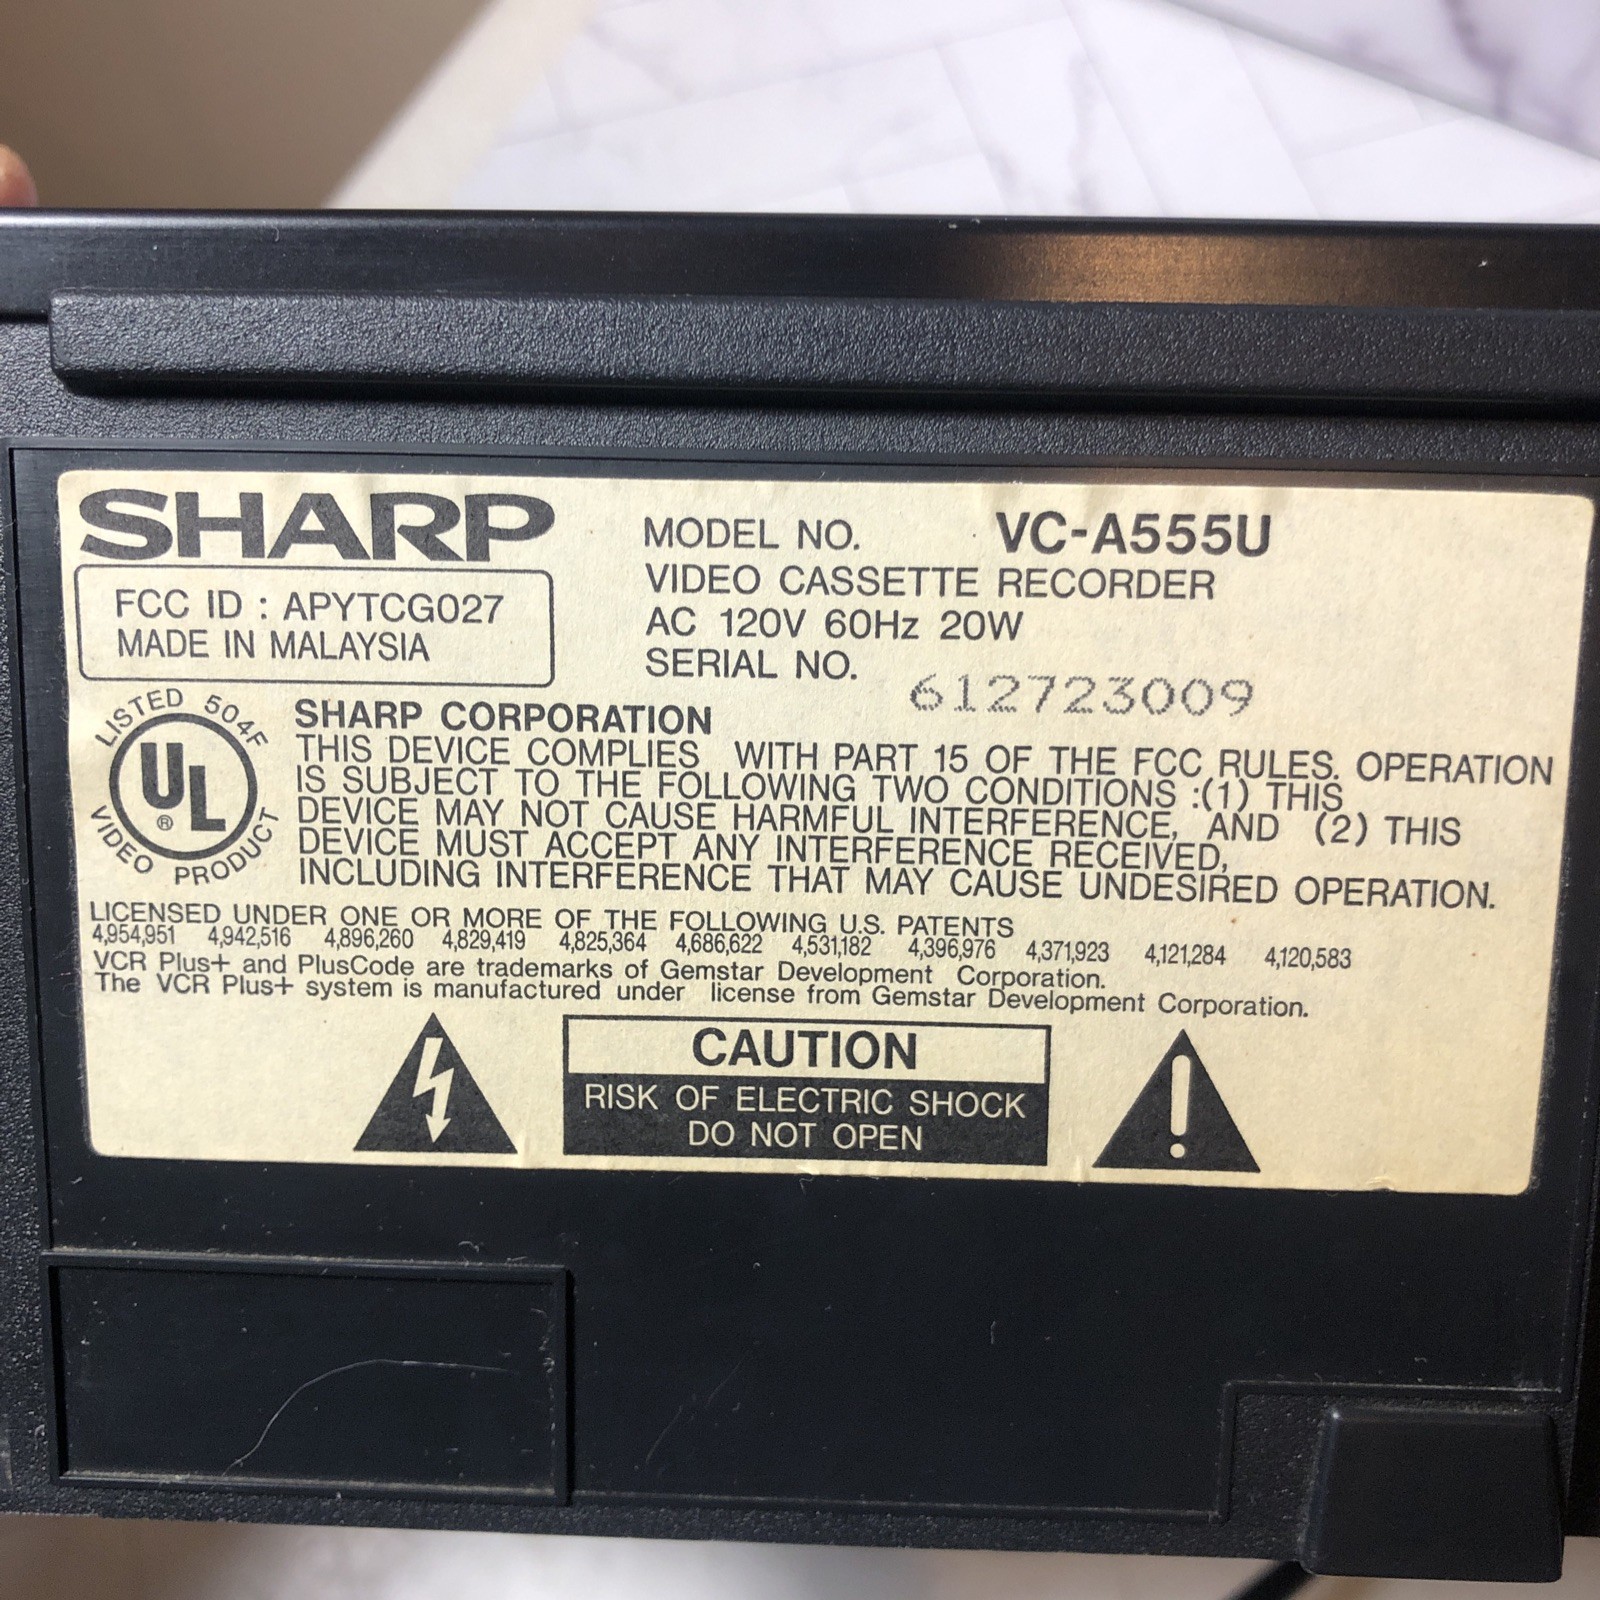 SHARP
FCC ID : APYTCG027
MADE IN MALAYSIA
MODEL NO. VC-A555U
VIDEO CASSETTE RECORDER
AC 120V 60Hz 20W
SERIAL NO. 612723009
LISTED 504F
UL ®
VIDEO PRODUCT
SHARP CORPORATION
THIS DEVICE COMPLIES WITH PART 15 OF THE FCC RULES. OPERATION
IS SUBJECT TO THE FOLLOWING TWO CONDITIONS :(1) THIS
DEVICE MAY NOT CAUSE HARMFUL INTERFERENCE, AND (2) THIS
DEVICE MUST ACCEPT ANY INTERFERENCE RECEIVED,
INCLUDING INTERFERENCE THAT MAY CAUSE UNDESIRED OPERATION.
LICENSED UNDER ONE OR MORE OF THE FOLLOWING U.S. PATENTS
4,954,951 4,942,516 4,896,260 4,829,419 4,825,364 4,686,622 4,531,182 4,396,976 4,371,923 4,121,284 4,120,583
VCR Plus+ and PlusCode are trademarks of Gemstar Development Corporation.
The VCR Plus+ system is manufactured under license from Gemstar Development Corporation.
CAUTION
RISK OF ELECTRIC SHOCK
DO NOT OPEN